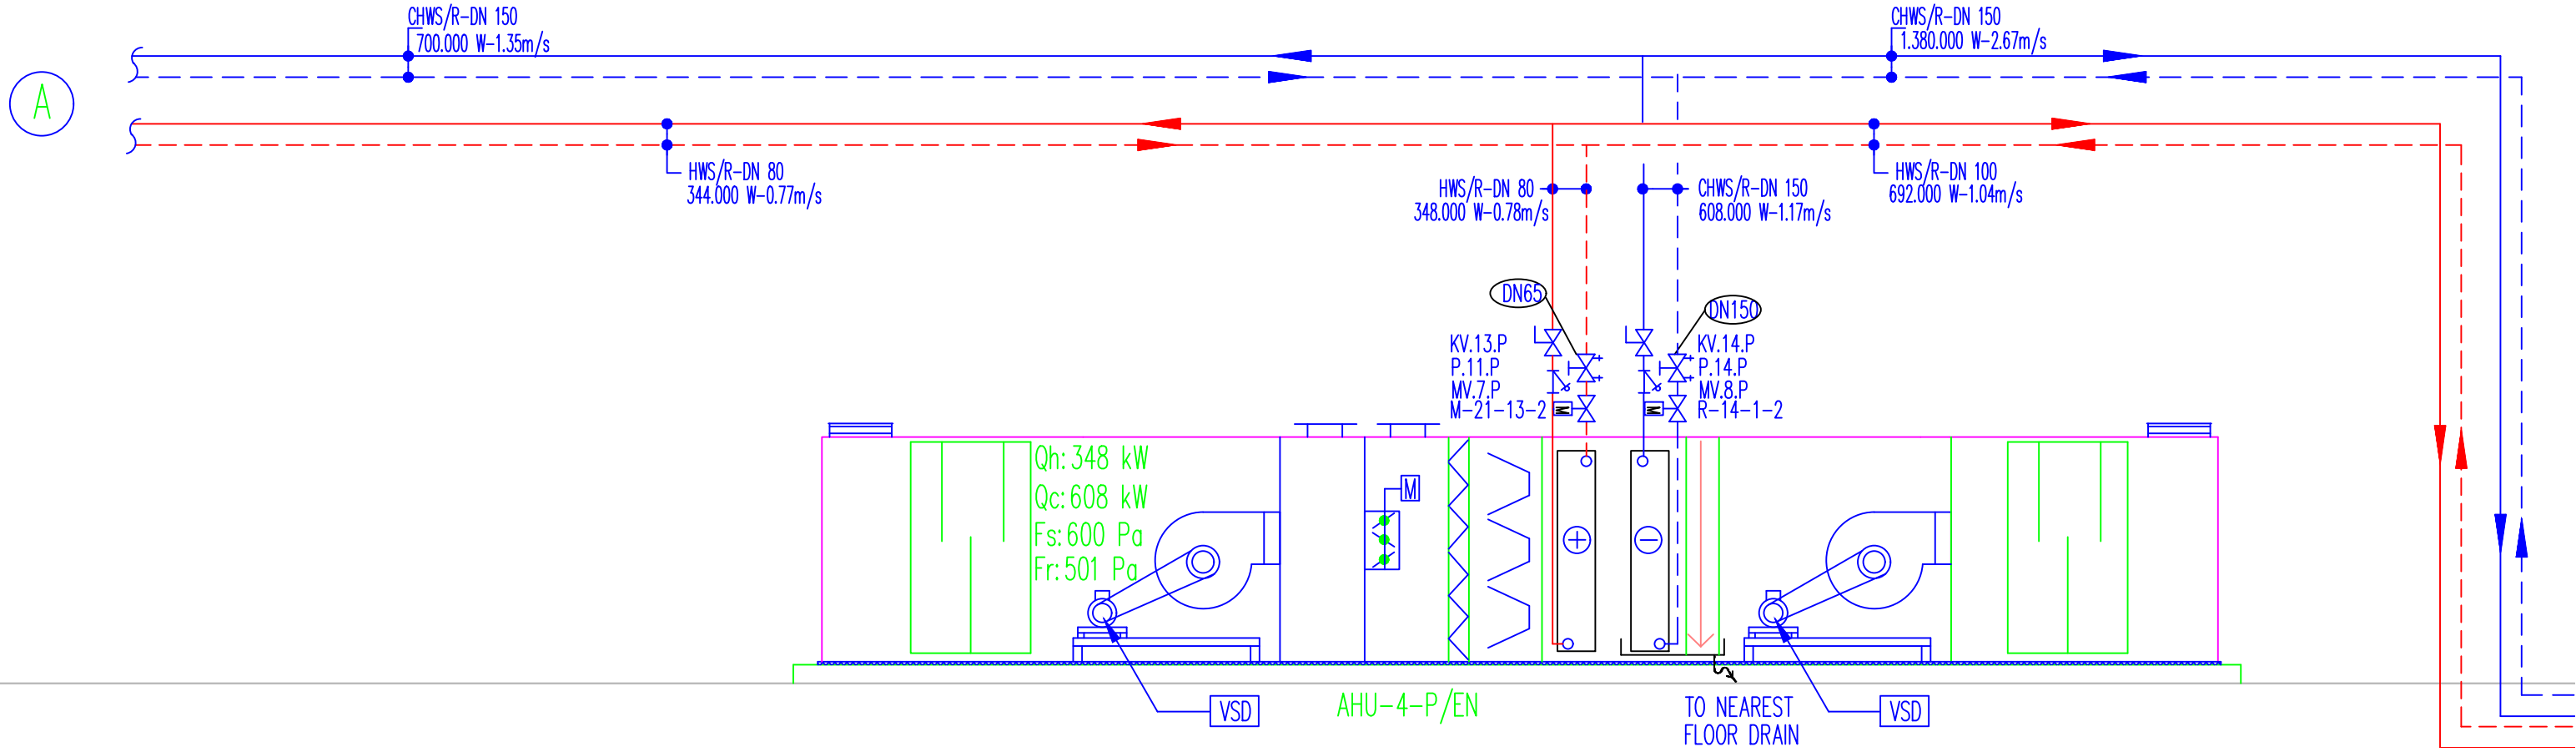 CHWS/R-DN 150
700.000 W-1.35m/s
CHWS/R-DN 150
1.380.000 W-2.67m/s
A
HWS/R-DN 80
344.000 W-0.77m/s
HWS/R-DN 80
348.000 W-0.78m/s
CHWS/R-DN 150
608.000 W-1.17m/s
HWS/R-DN 100
692.000 W-1.04m/s
DN65
DN150
KV.13.P
P.11.P
MV.7.P
M-21-13-2
M
KV.14.P
P.14.P
MV.8.P
R-14-1-2
M
Qh: 348 kW
Qc: 608 kW
Fs: 600 Pa
Fr: 501 Pa
M
VSD
AHU-4-P/EN
TO NEAREST
FLOOR DRAIN
VSD